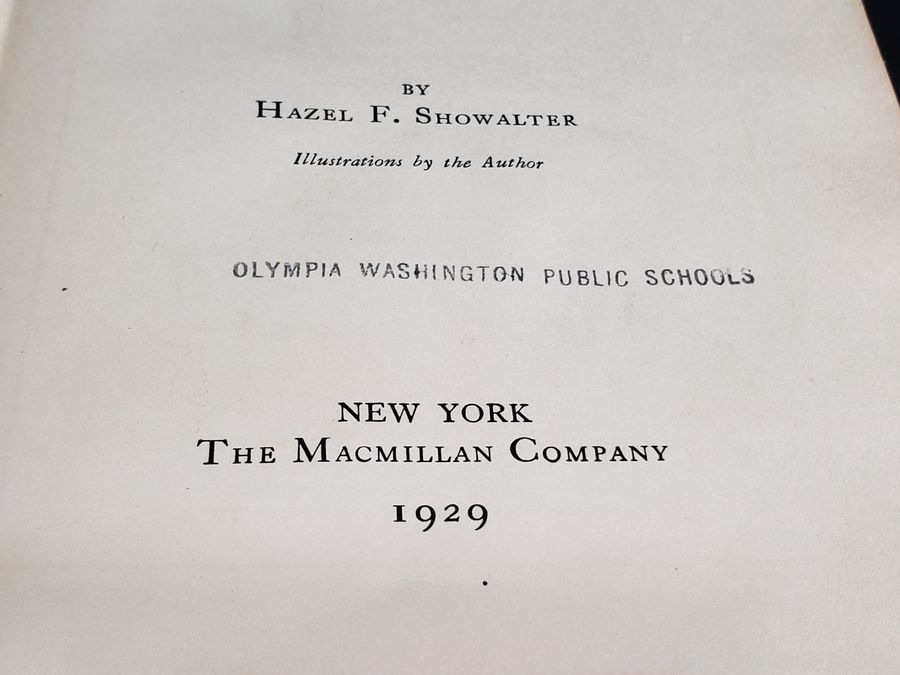 BY
HAZEL F. SHOWALTER
Illustrations by the Author
OLYMPIA WASHINGTON PUBLIC SCHOOLS
NEW YORK
THE MACMILLAN COMPANY
1929